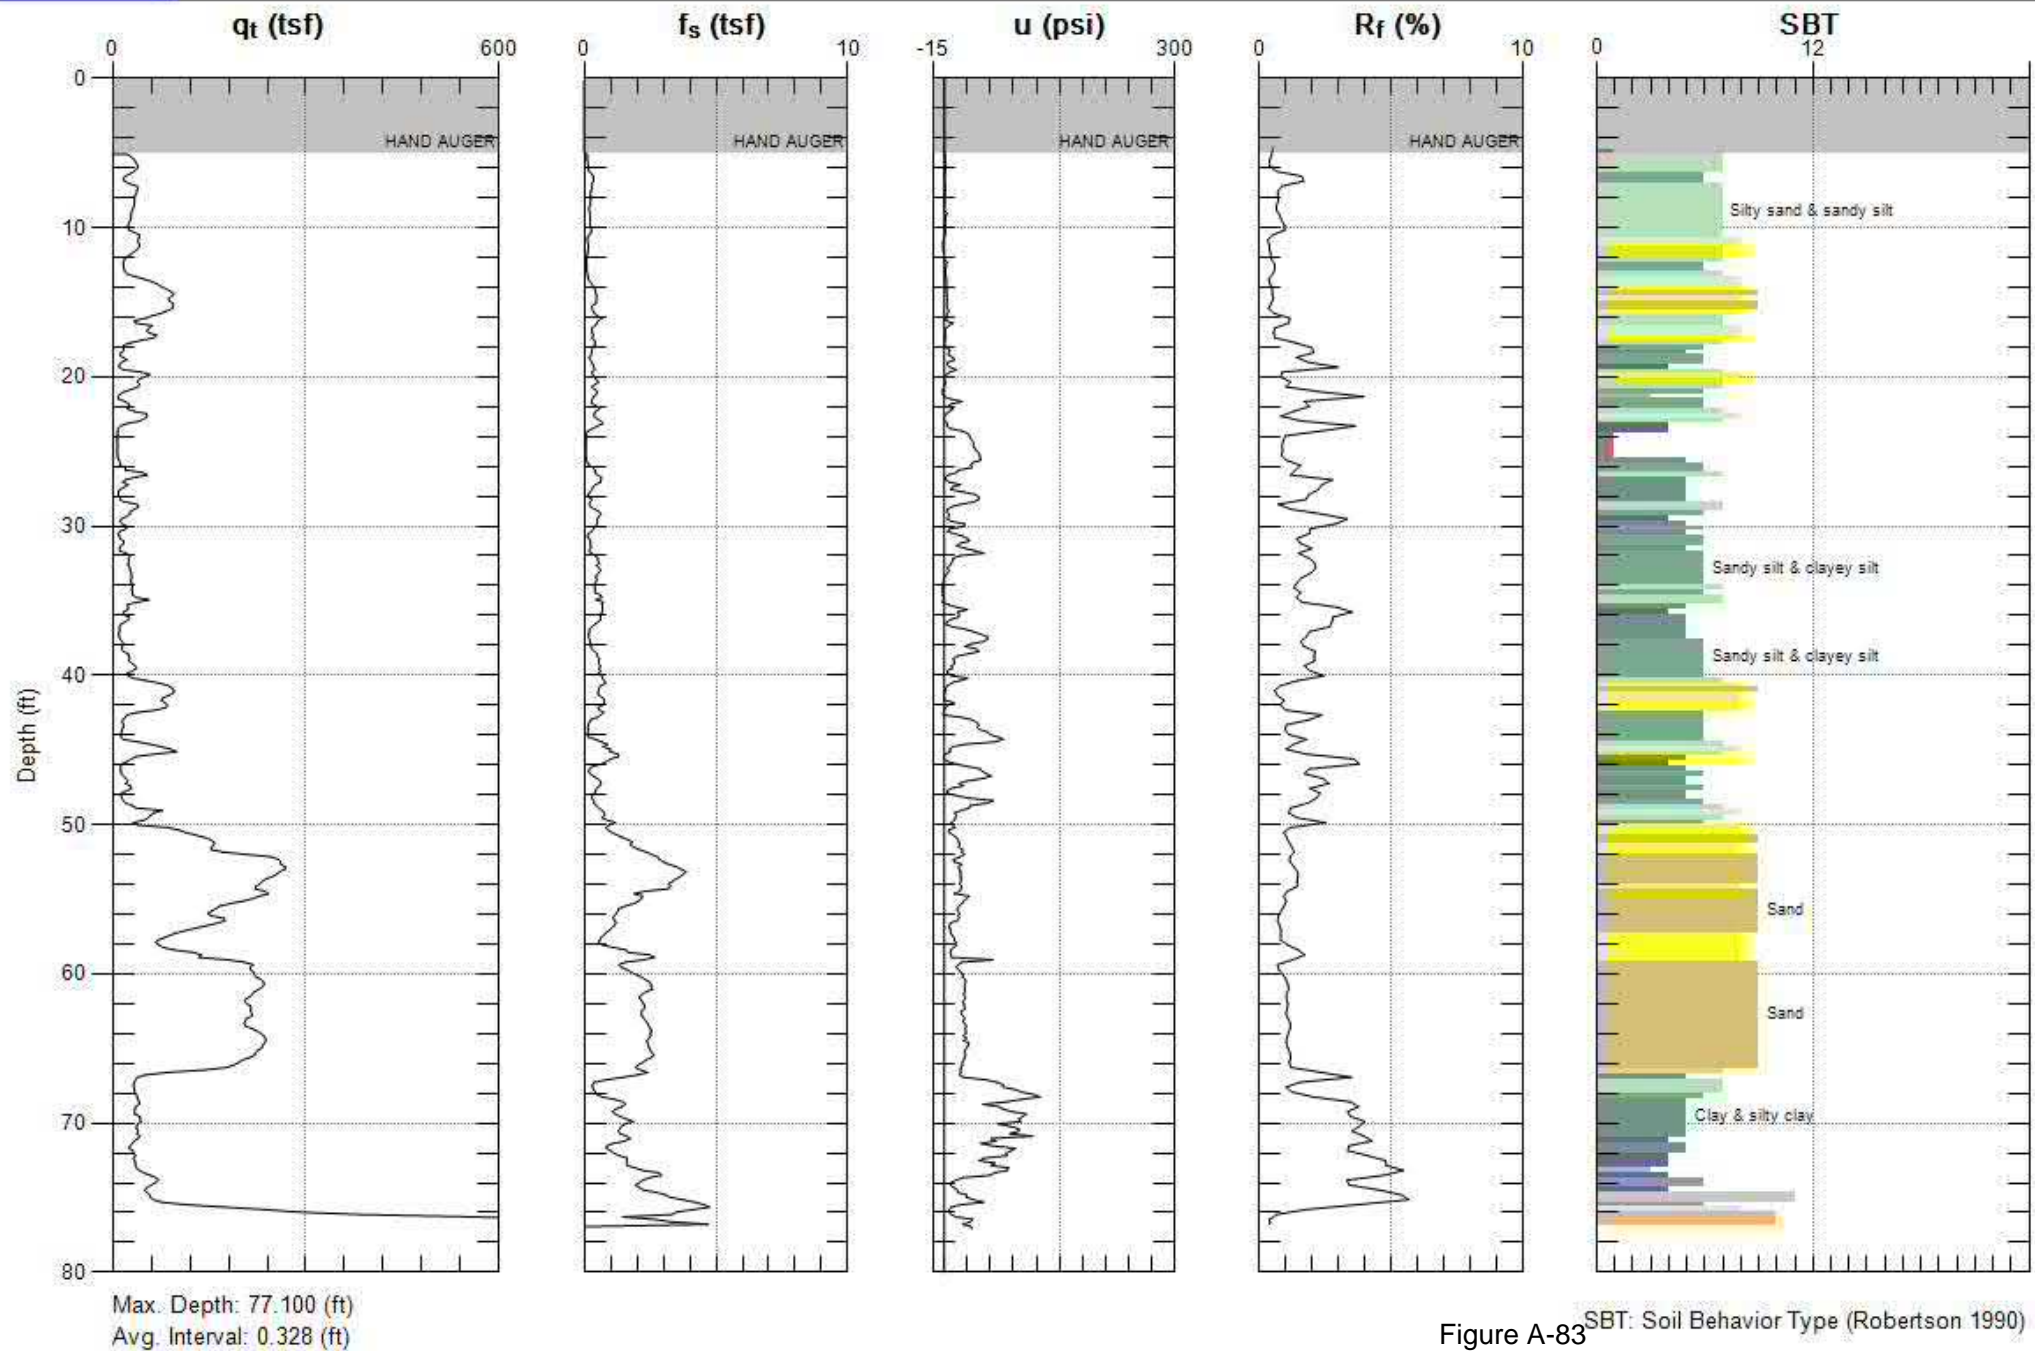 qt (tsf) fs (tsf) u (psi) Rf (%) SBT
0 600 0 10 -15 300 0 10 0 12
0
HAND AUGER HAND AUGER HAND AUGER HAND AUGER
Silty sand & sandy silt
10
20
30
Sandy silt & clayey silt
Sandy silt & clayey silt
40
Depth (ft)
50
Sand
60
Sand
70
Clay & silty clay
80
Max. Depth: 77.100 (ft)
Avg. Interval: 0.328 (ft)
SBT: Soil Behavior Type (Robertson 1990)
Figure A-83